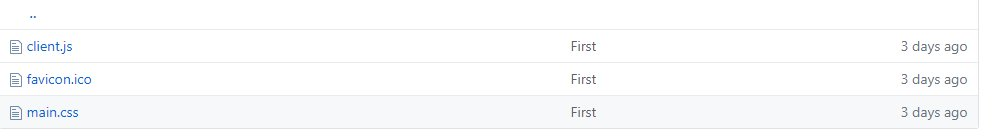 ..
client.js First 3 days ago
favicon.ico First 3 days ago
main.css First 3 days ago